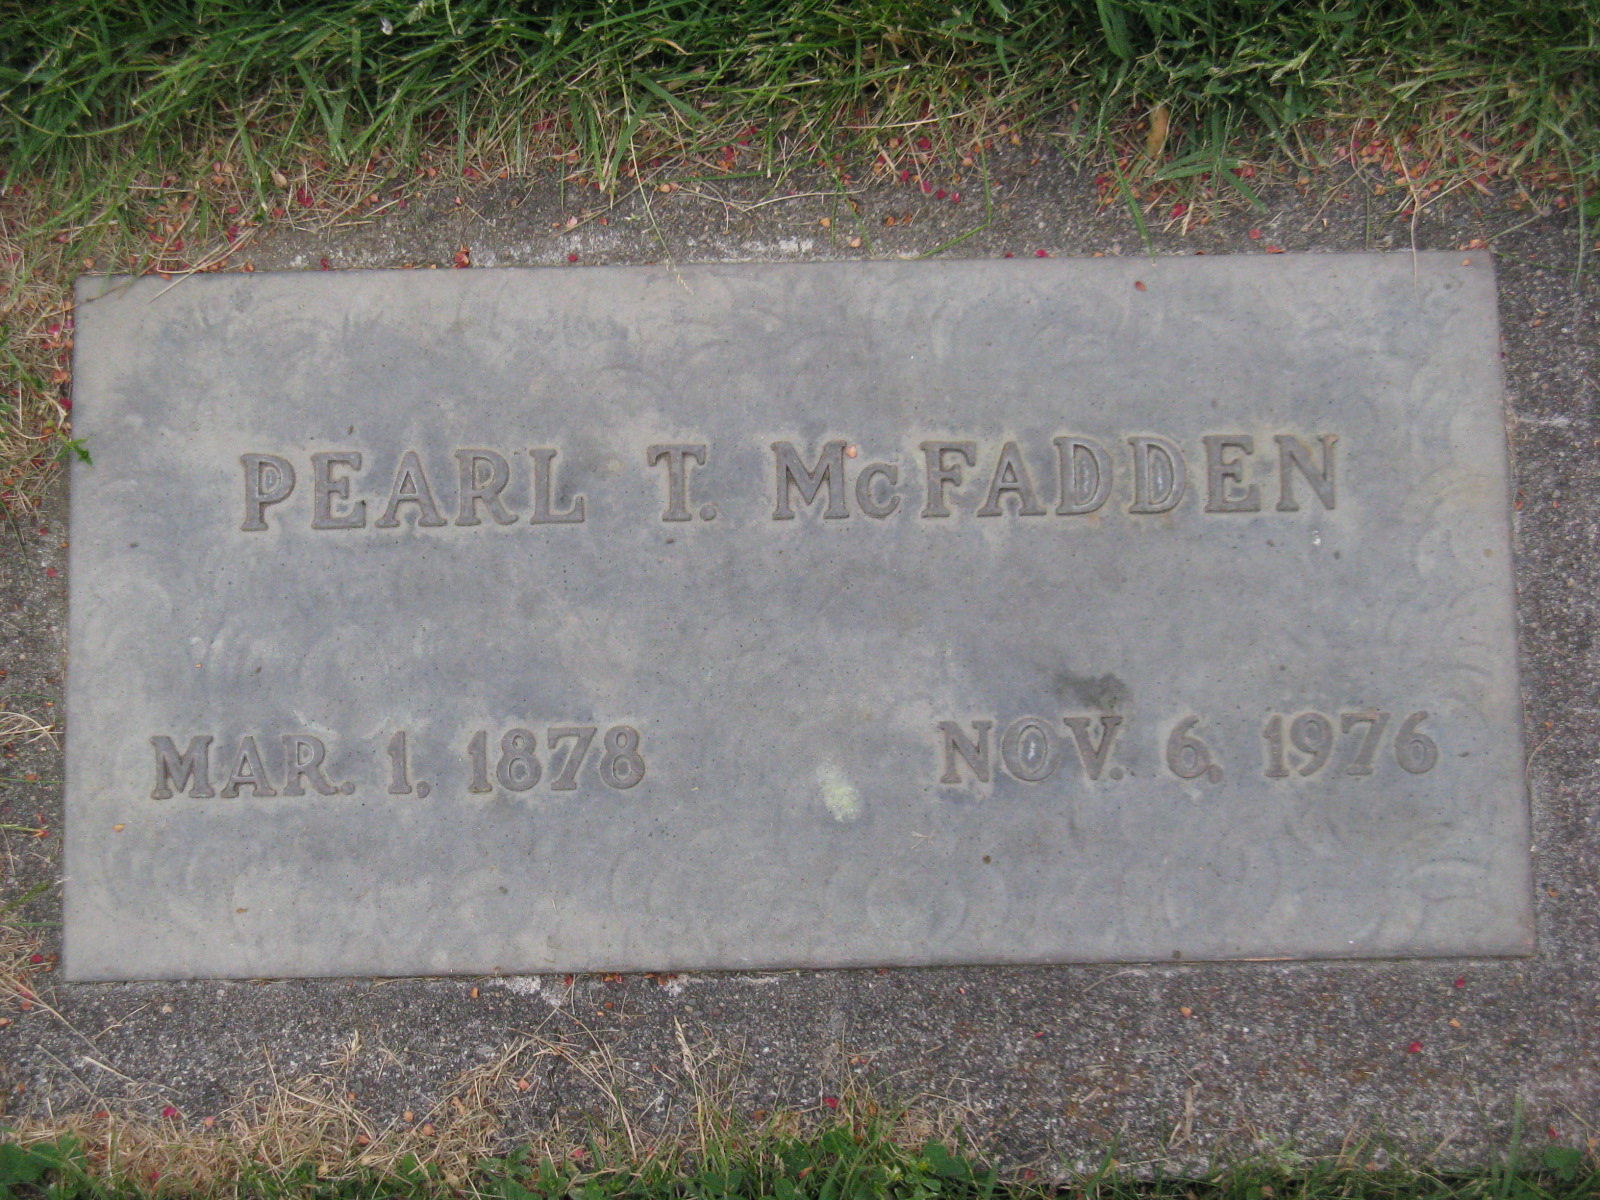 PEARL T. McFADDEN
MAR. 1, 1878 NOV. 6, 1976